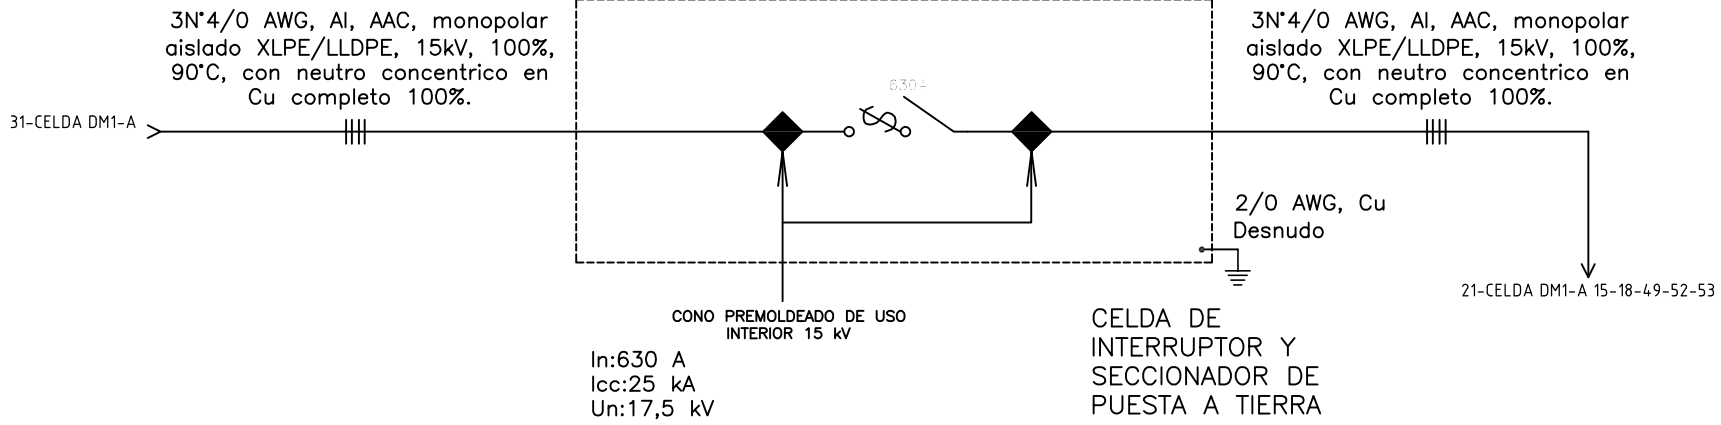 3N°4/0 AWG, Al, AAC, monopolar
aislado XLPE/LLDPE, 15kV, 100%,
90°C, con neutro concentrico en
Cu completo 100%.
3N°4/0 AWG, Al, AAC, monopolar
aislado XLPE/LLDPE, 15kV, 100%,
90°C, con neutro concentrico en
Cu completo 100%.
630A
31-CELDA DM1-A
2/0 AWG, Cu
Desnudo
21-CELDA DM1-A 15-18-49-52-53
CONO PREMOLDEADO DE USO
INTERIOR 15 kV
In:630 A
Icc:25 kA
Un:17,5 kV
CELDA DE
INTERRUPTOR Y
SECCIONADOR DE
PUESTA A TIERRA